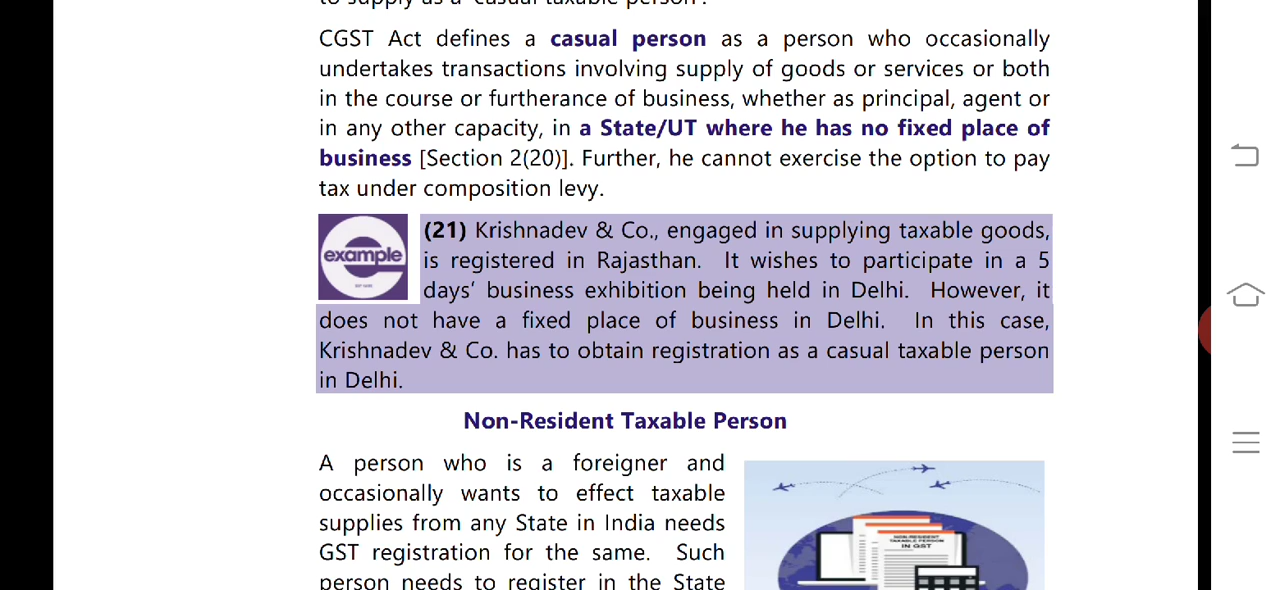 to supply as a 'casual taxable person'.
CGST Act defines a casual person as a person who occasionally
undertakes transactions involving supply of goods or services or both
in the course or furtherance of business, whether as principal, agent or
in any other capacity, in a State/UT where he has no fixed place of
business [Section 2(20)]. Further, he cannot exercise the option to pay
tax under composition levy.
example
(21) Krishnadev & Co., engaged in supplying taxable goods,
is registered in Rajasthan. It wishes to participate in a 5
days' business exhibition being held in Delhi. However, it
does not have a fixed place of business in Delhi. In this case,
Krishnadev & Co. has to obtain registration as a casual taxable person
in Delhi.
Non-Resident Taxable Person
A person who is a foreigner and
occasionally wants to effect taxable
supplies from any State in India needs
GST registration for the same. Such
person needs to register in the State
NON-RESIDENT
TAXABLE PERSON
IN GST